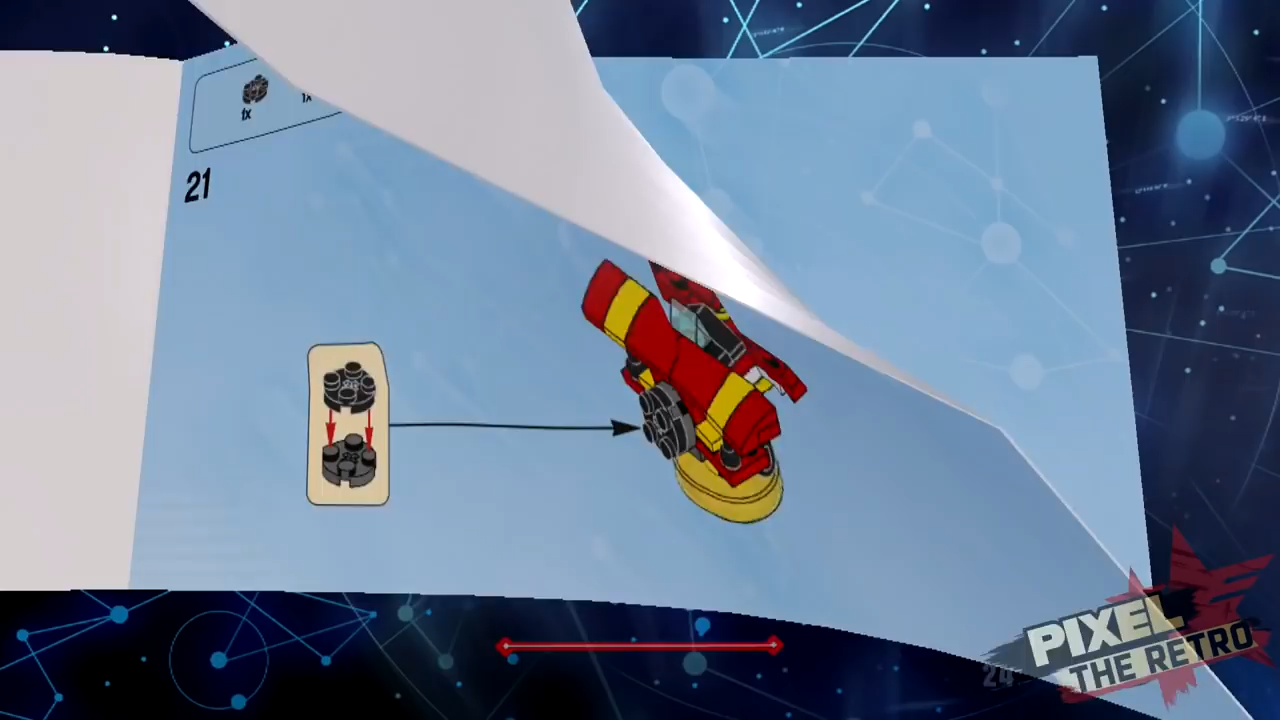 1x
1x
21
24
PIXEL
THE RETRO